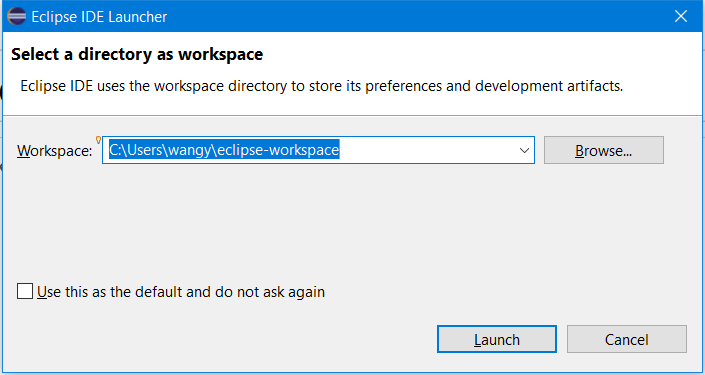 Eclipse IDE Launcher
Select a directory as workspace
Eclipse IDE uses the workspace directory to store its preferences and development artifacts.
Workspace: C:\Users\wangy\eclipse-workspace Browse...
Use this as the default and do not ask again
Launch Cancel